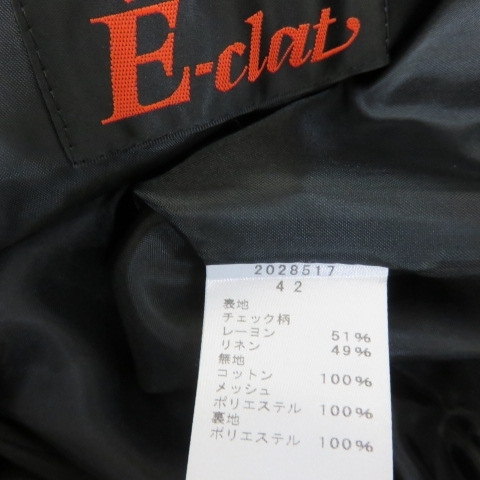 E-clat
2028517
42
表地
チェック柄
レーヨン 51%
リネン 49%
無地
コットン 100%
メッシュ
ポリエステル 100%
裏地
ポリエステル 100%